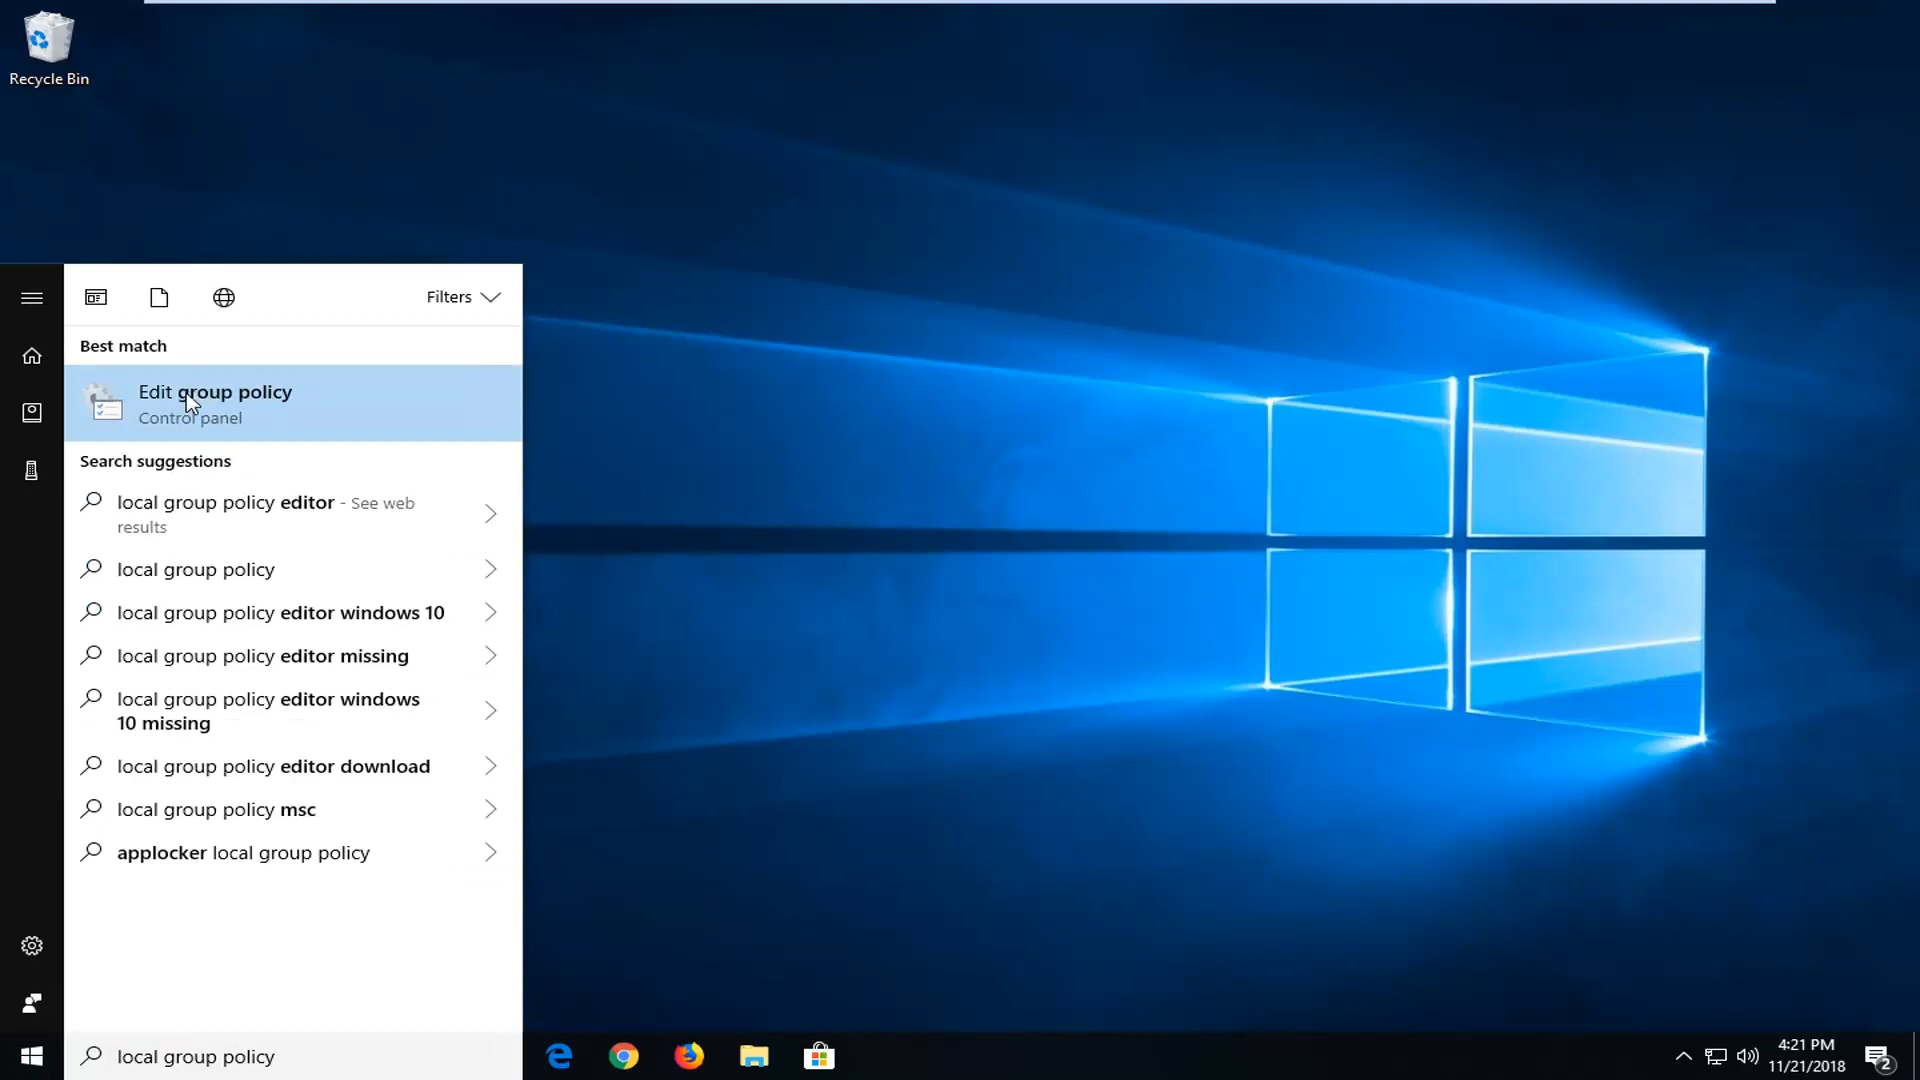 Recycle Bin
Filters
Best match
Edit group policy
Control panel
Search suggestions
local group policy editor - See web
results
local group policy
local group policy editor windows 10
local group policy editor missing
local group policy editor windows
10 missing
local group policy editor download
local group policy msc
applocker local group policy
local group policy
4:21 PM
11/21/2018
2